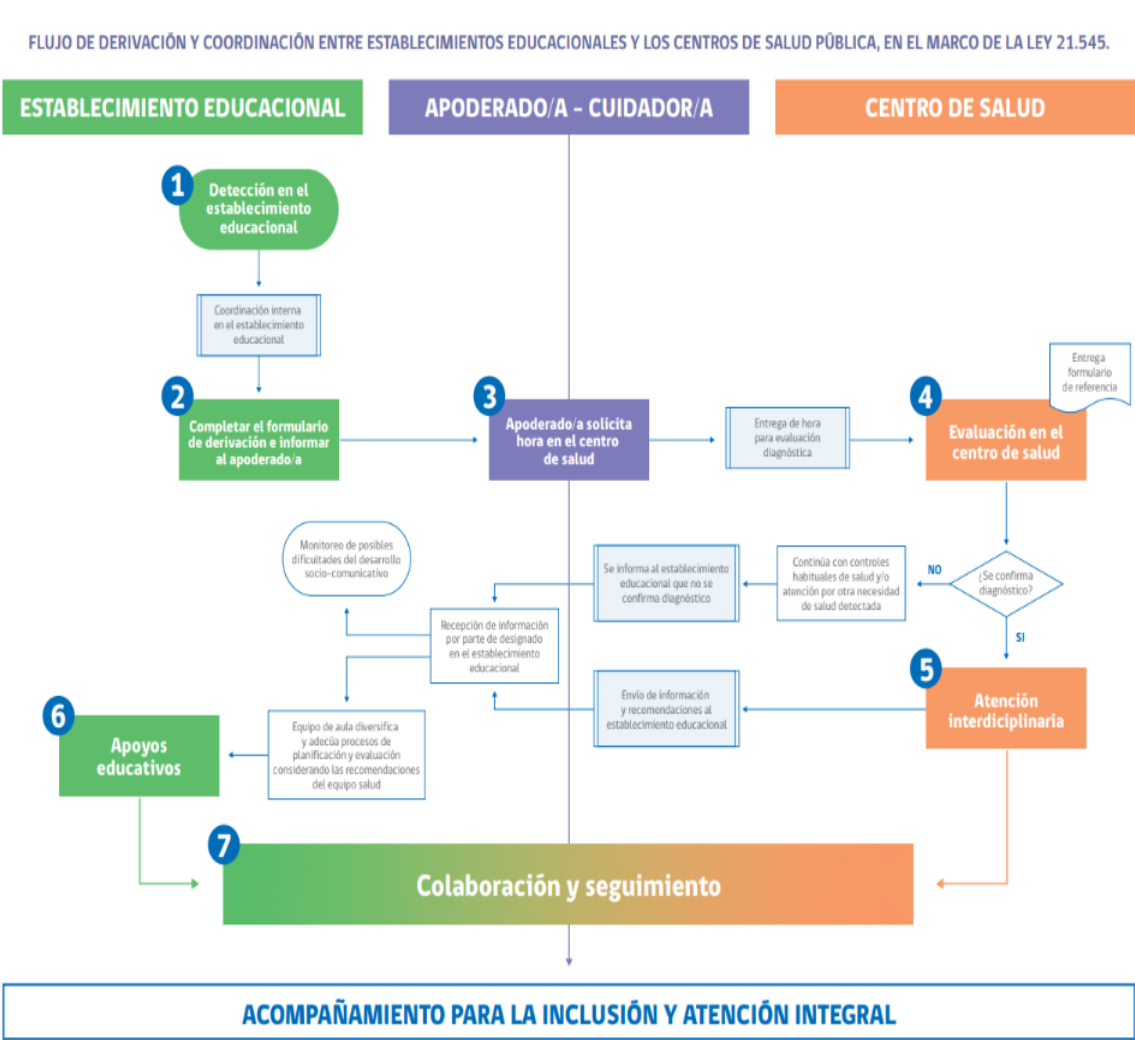 FLUJO DE DERIVACIÓN Y COORDINACIÓN ENTRE ESTABLECIMIENTOS EDUCACIONALES Y LOS CENTROS DE SALUD PÚBLICA, EN EL MARCO DE LA LEY 21.545.
ESTABLECIMIENTO EDUCACIONAL
APODERADO/A – CUIDADOR/A
CENTRO DE SALUD
1
Detección en el
establecimiento
educacional
Coordinación interna
en el establecimiento
educacional
2
Completar el formulario
de derivación e informar
al apoderado/a
3
Apoderado/a solicita
hora en el centro
de salud
Entrega de hora
para evaluación
diagnóstica
4
Evaluación en el
centro de salud
Entrega
formulario
de referencia
¿Se confirma
diagnóstico?
NO
SI
Continúa con controles
habituales de salud y/o
atención por otra necesidad
de salud detectada
Se informa al establecimiento
educacional que no se
confirma diagnóstico
Monitoreo de posibles
dificultades del desarrollo
socio-comunicativo
Recepción de información
por parte de designado
en el establecimiento
educacional
5
Atención
interdiciplinaria
Envío de información
y recomendaciones al
establecimiento educacional
Equipo de aula diversifica
y adecúa procesos de
planificación y evaluación
considerando las recomendaciones
del equipo salud
6
Apoyos
educativos
7
Colaboración y seguimiento
ACOMPAÑAMIENTO PARA LA INCLUSIÓN Y ATENCIÓN INTEGRAL